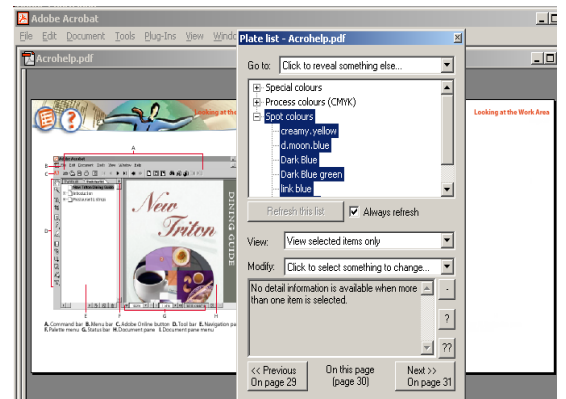 Adobe Acrobat
File Edit Document Tools Plug-Ins View
Acrohelp.pdf
Plate list - Acrohelp.pdf
Go to: Click to reveal something else...
Special colours
Process colours (CMYK)
Spot colours
creamy.yellow
d.moon.blue
Dark Blue
Dark Blue green
link blue
Refresh this list
Always refresh
View: View selected items only
Modify: Click to select something to change...
No detail information is available when more
than one item is selected.
-
?
??
<< Previous
On page 29
On this page
(page 30)
Next >>
On page 31
Looking at the
Looking at the Work Area
A
B
C
D
New
Triton
DINING GUIDE
E F G H
A. Command bar B. Menu bar C. Adobe Online button D. Tool bar E. Navigation
F. Palette menu G. Status bar H. Document pane I. Document pane menu